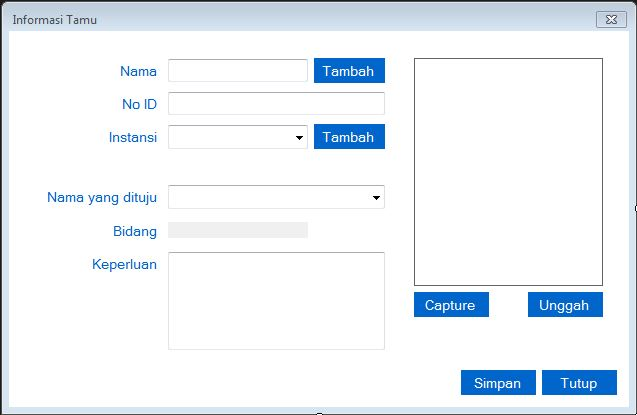 Informasi Tamu
Nama
Tambah
No ID
Instansi
Tambah
Nama yang dituju
Bidang
Keperluan
Capture
Unggah
Simpan
Tutup